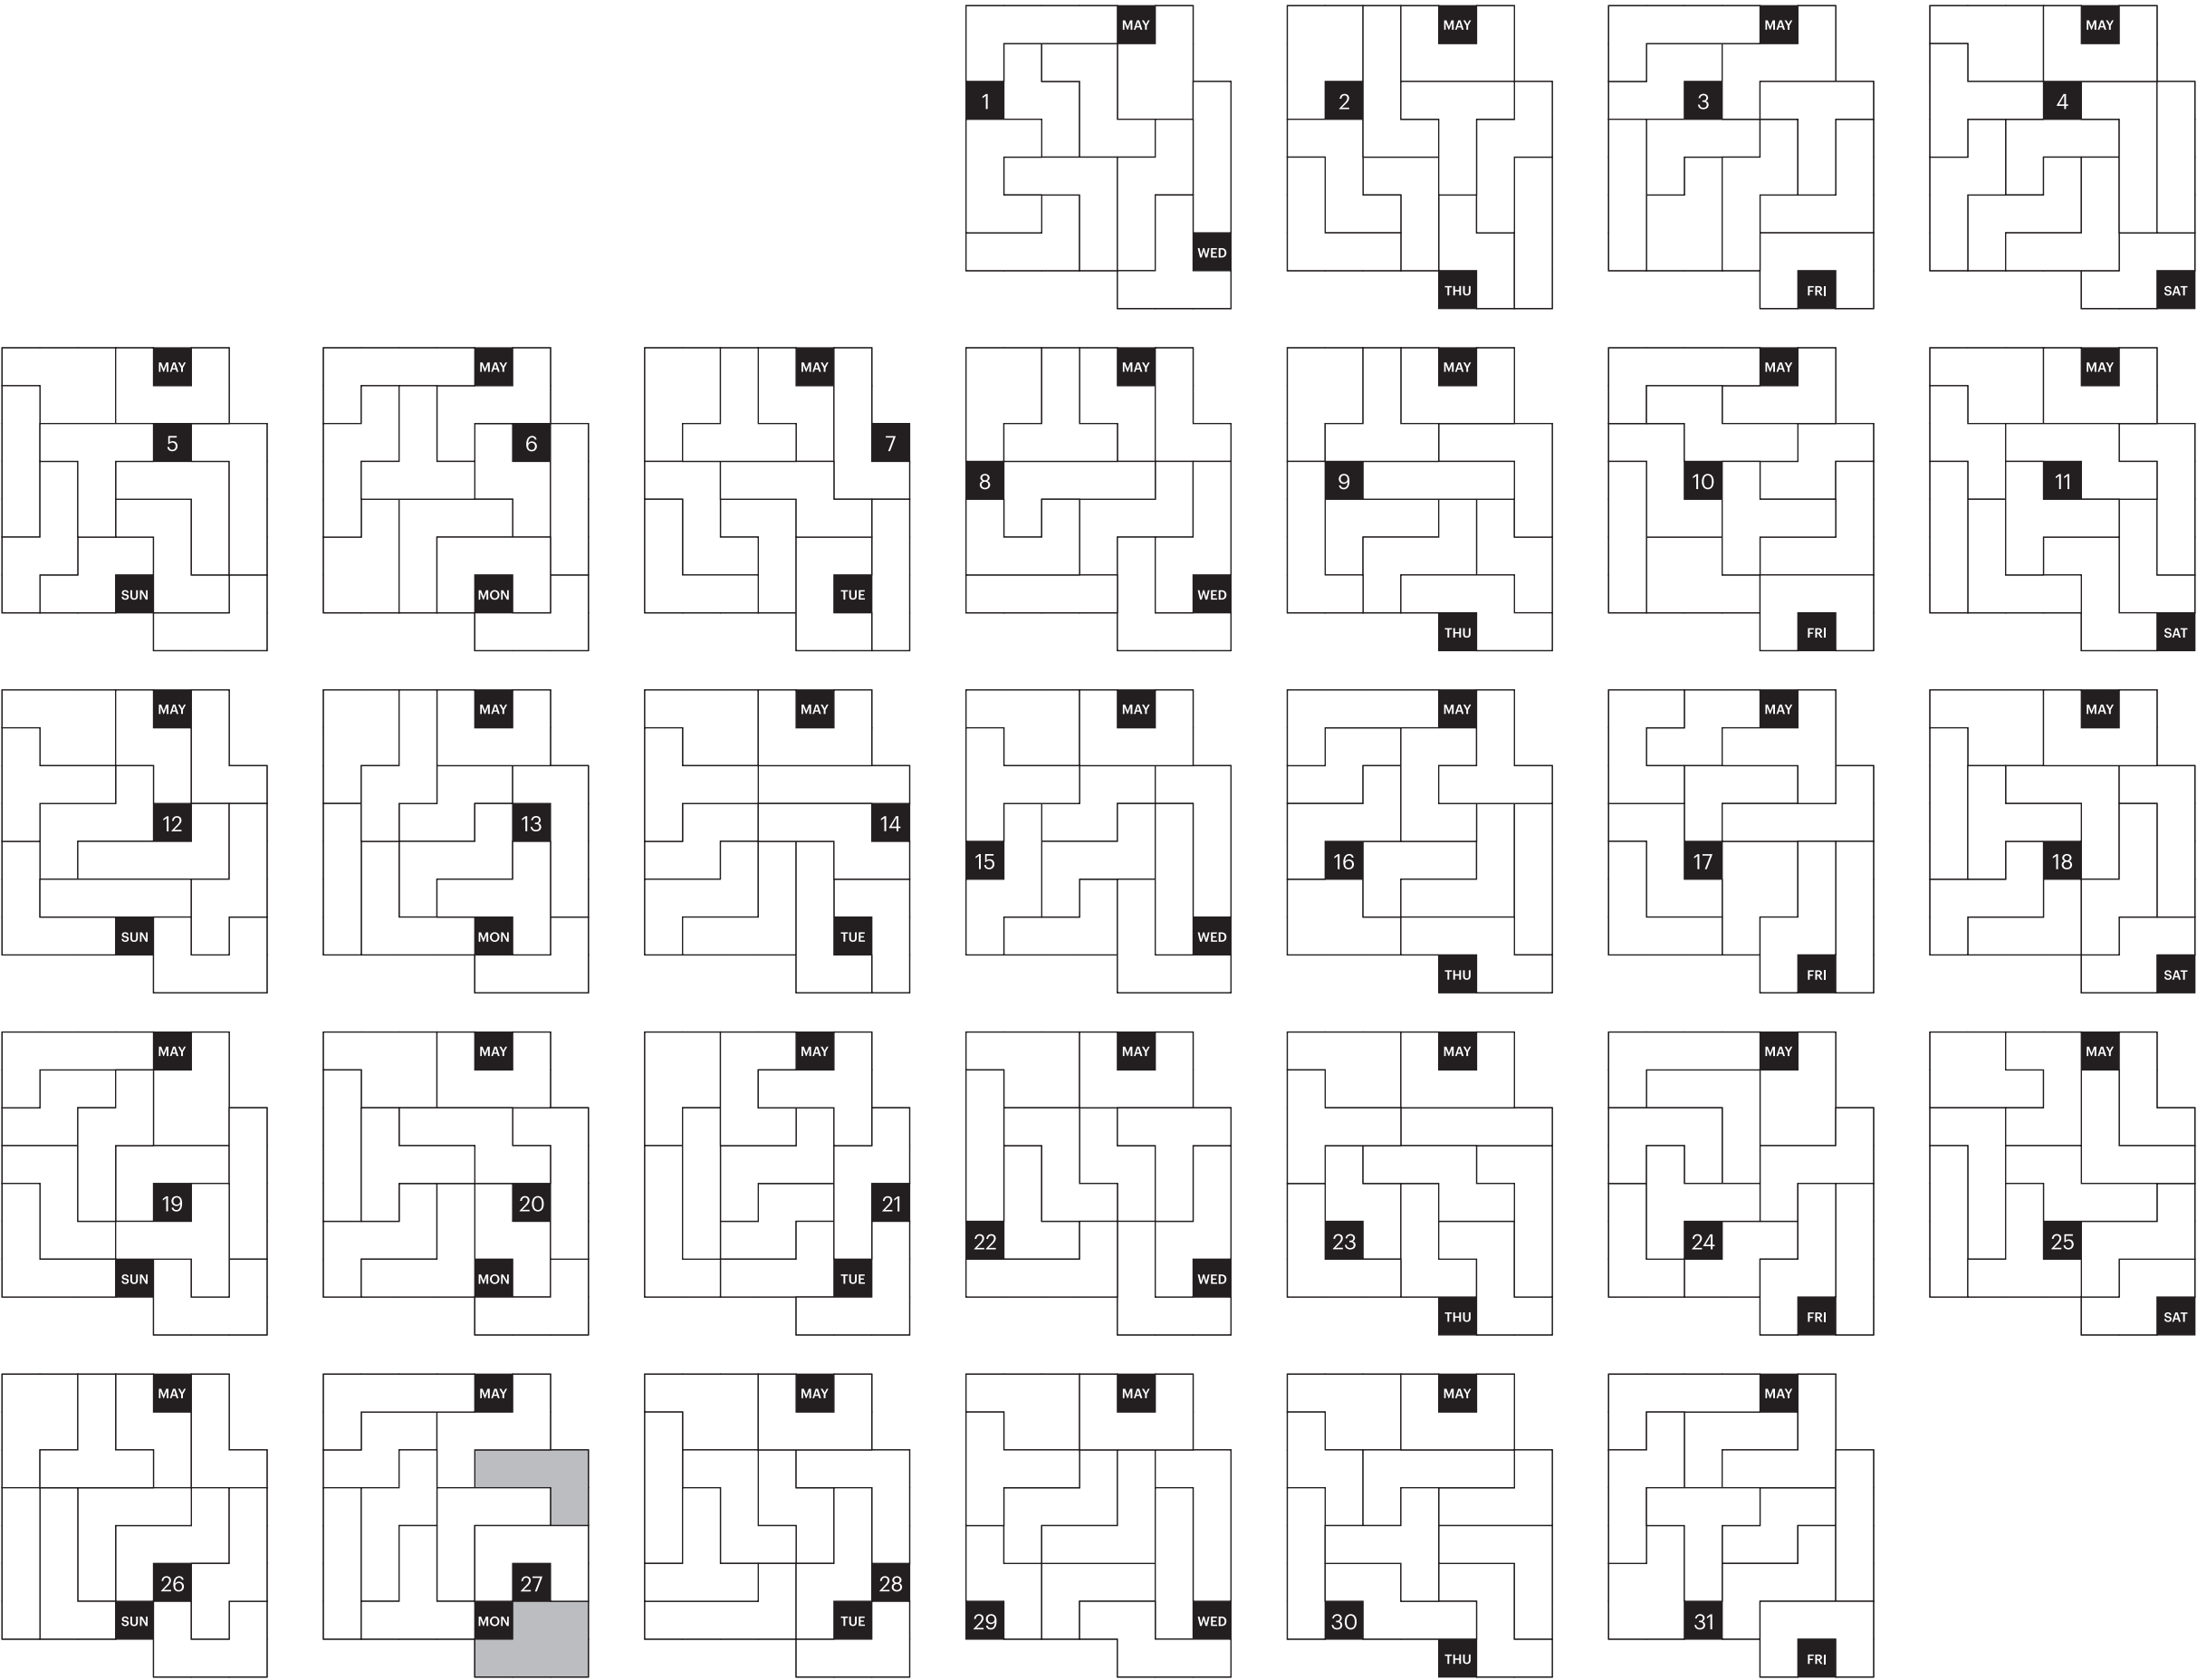 MAY MAY MAY MAY
1 2 3 4
WED
THU FRI SAT
MAY MAY MAY MAY MAY MAY MAY
5 6 7
8 9 10 11
SUN MON TUE WED
THU FRI SAT
MAY MAY MAY MAY MAY MAY MAY
12 13 14
15 16 17 18
SUN MON TUE WED
THU FRI SAT
MAY MAY MAY MAY MAY MAY MAY
19 20 21
22 23 24 25
SUN MON TUE WED
THU FRI SAT
MAY MAY MAY MAY MAY MAY
26 27 28
SUN MON TUE 29 WED 30 31
THU FRI